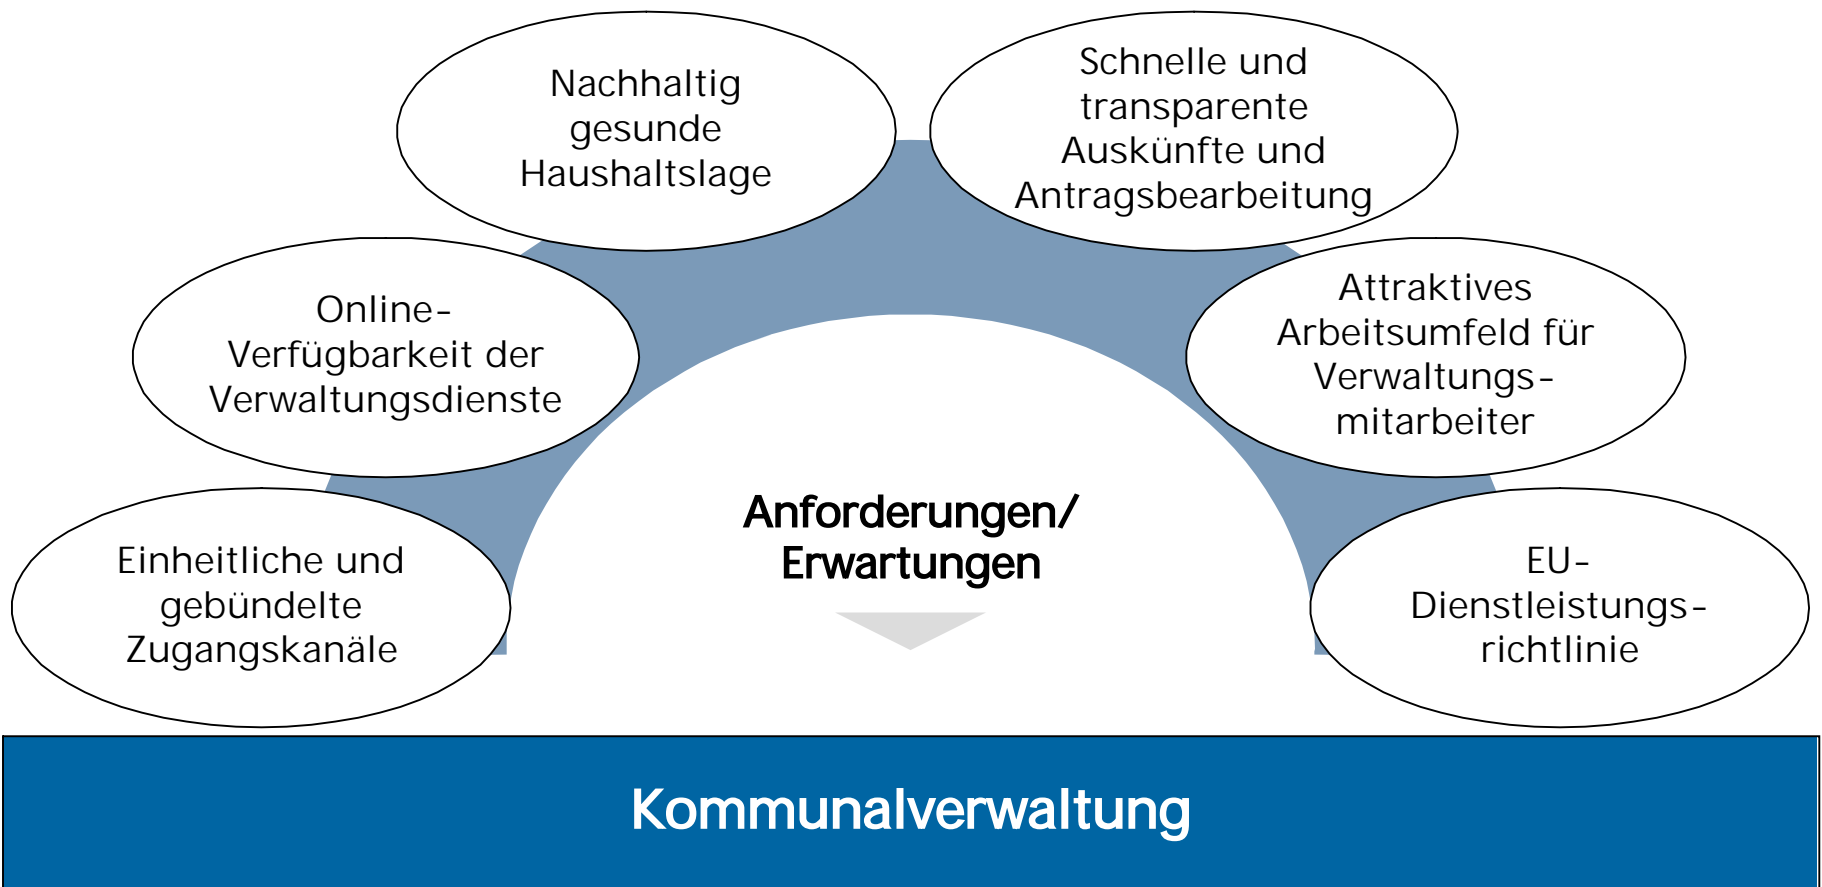 Nachhaltig
gesunde
Haushaltslage
Schnelle und
transparente
Auskünfte und
Antragsbearbeitung
Online-
Verfügbarkeit der
Verwaltungsdienste
Attraktives
Arbeitsumfeld für
Verwaltungs-
mitarbeiter
Einheitliche und
gebündelte
Zugangskanäle
Anforderungen/
Erwartungen
EU-
Dienstleistungs-
richtlinie
Kommunalverwaltung